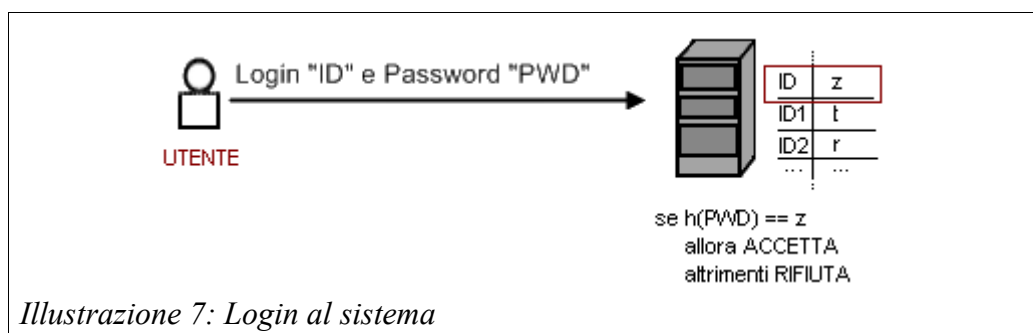 Login "ID" e Password "PWD"
UTENTE
ID z
ID1 t
ID2 r
... ...
se h(PWD) == z
allora ACCETTA
altrimenti RIFIUTA
Illustrazione 7: Login al sistema